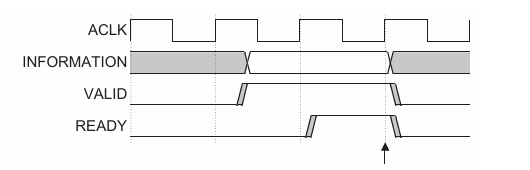 ACLK
INFORMATION
VALID
READY